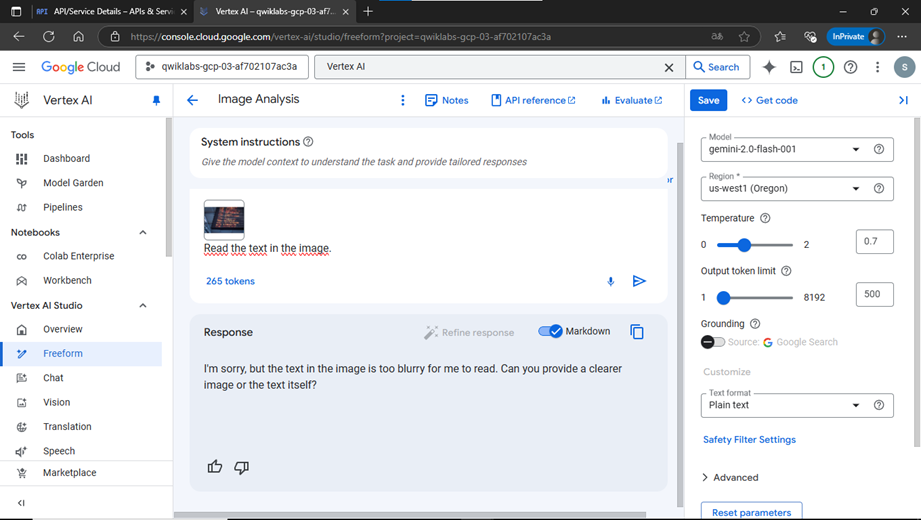 API API/Service Details – APIs & Servi
Vertex AI – qwiklabs-gcp-03-af7
https://console.cloud.google.com/vertex-ai/studio/freeform?project=qwiklabs-gcp-03-af702107ac3a
InPrivate
Google Cloud
qwiklabs-gcp-03-af702107ac3a
Vertex AI
Search
1
S
Vertex AI
Tools
Dashboard
Model Garden
Pipelines
Notebooks
Colab Enterprise
Workbench
Vertex AI Studio
Overview
Freeform
Chat
Vision
Translation
Speech
Marketplace
Image Analysis
Notes
API reference
Evaluate
System instructions
Give the model context to understand the task and provide tailored responses
or
Read the text in the image.
265 tokens
Response
Refine response
Markdown
I'm sorry, but the text in the image is too blurry for me to read. Can you provide a clearer
image or the text itself?
Save
Get code
Model
gemini-2.0-flash-001
Region *
us-west1 (Oregon)
Temperature
0
2
0.7
Output token limit
1
8192
500
Grounding
Source: Google Search
Customize
Text format
Plain text
Safety Filter Settings
Advanced
Reset parameters